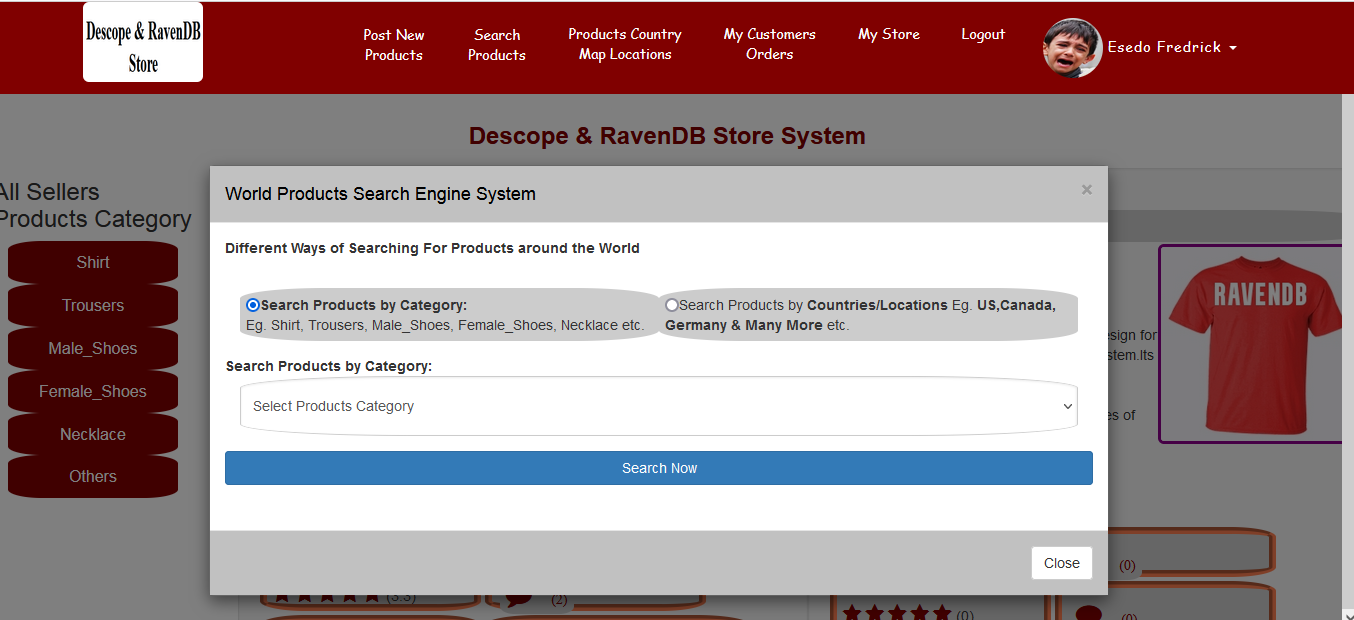 Descope & RavenDB
Store
Post New
Products
Search
Products
Products Country
Map Locations
My Customers
Orders
My Store
Logout
Esedo Fredrick
Descope & RavenDB Store System
All Sellers
Products Category
Shirt
Trousers
Male_Shoes
Female_Shoes
Necklace
Others
World Products Search Engine System
×
Different Ways of Searching For Products around the World
Search Products by Category:
Eg. Shirt, Trousers, Male_Shoes, Female_Shoes, Necklace etc.
Search Products by Countries/Locations Eg. US,Canada,
Germany & Many More etc.
Search Products by Category:
Select Products Category
Search Now
Close
RAVENDB
esign for
stem.Its
es of
(0)
(3.3)
(2)
(0)
(0)